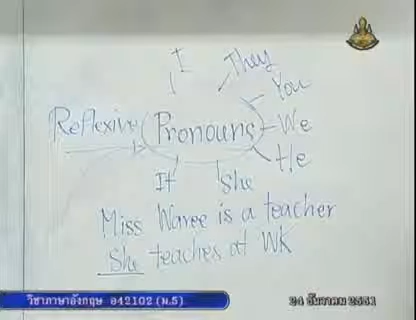 I
They
You
Reflexive Pronouns We
He
It She
Miss Waree is a teacher
She teaches at WK
วิชาภาษาอังกฤษ อ42102 (ม.5)
24 ธันวาคม 2551